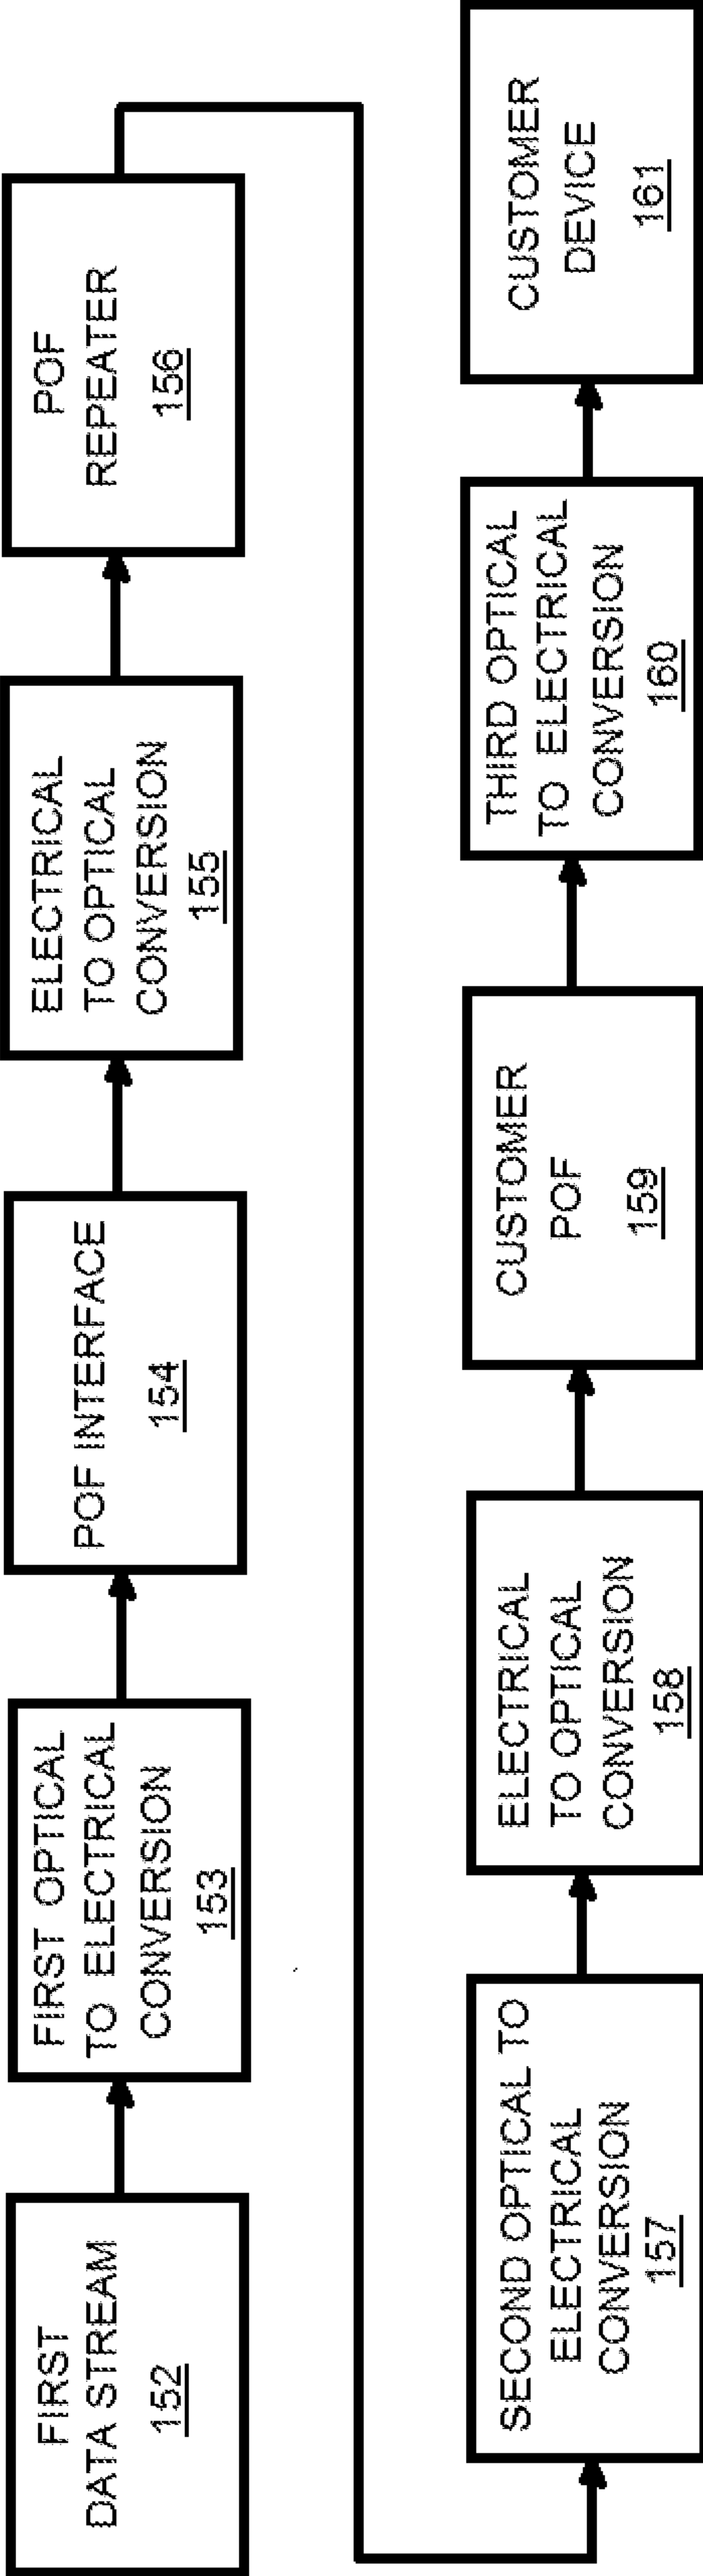 FIRST
DATA STREAM
152
FIRST OPTICAL
TO ELECTRICAL
CONVERSION
153
POF INTERFACE
154
ELECTRICAL
TO OPTICAL
CONVERSION
155
POF
REPEATER
156
SECOND OPTICAL TO
ELECTRICAL
CONVERSION
157
ELECTRICAL
TO OPTICAL
CONVERSION
158
CUSTOMER
POF
159
THIRD OPTICAL
TO ELECTRICAL
CONVERSION
160
CUSTOMER
DEVICE
161